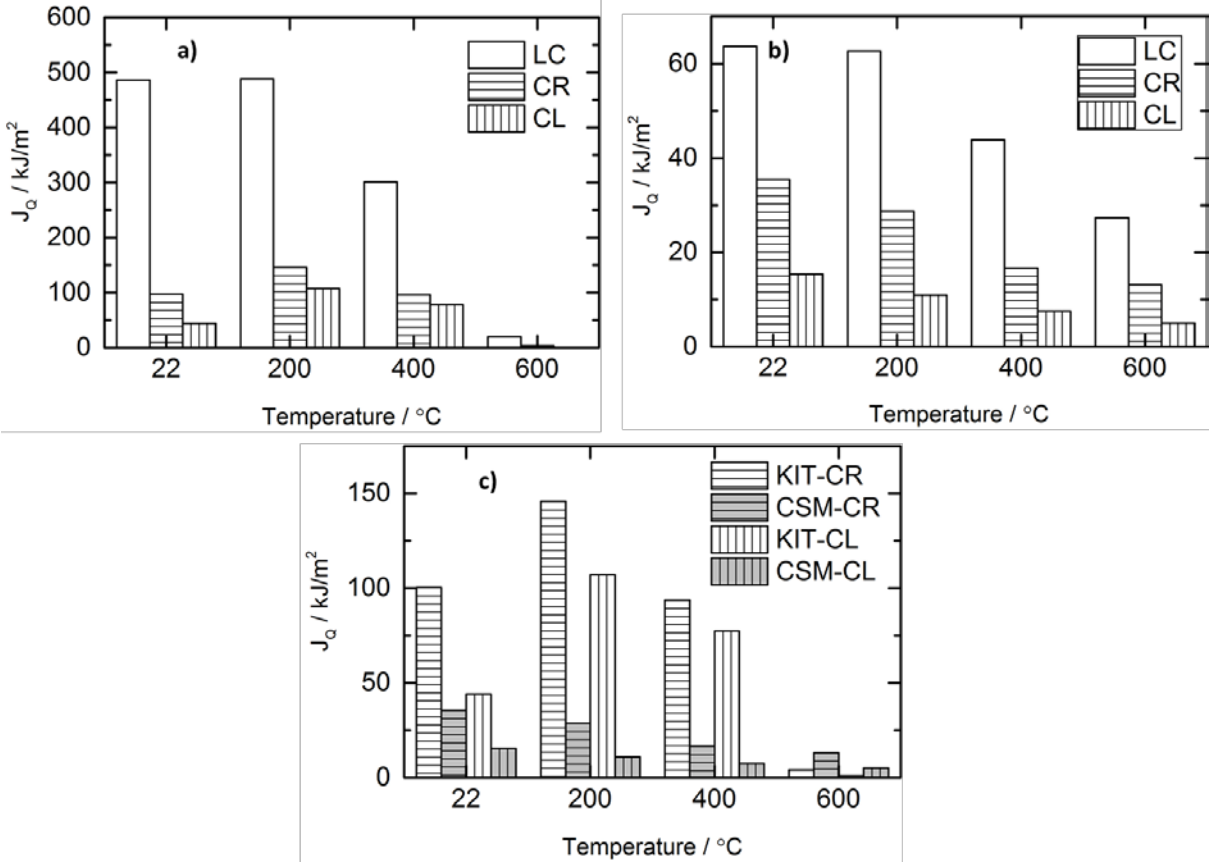 600
500
400
300
200
100
0
J_Q / kJ/m²
a)
LC
CR
CL
22 200 400 600
Temperature / °C
60
40
20
0
J_Q / kJ/m²
b)
LC
CR
CL
22 200 400 600
Temperature / °C
150
100
50
0
J_Q / kJ/m²
c)
KIT-CR
CSM-CR
KIT-CL
CSM-CL
22 200 400 600
Temperature / °C